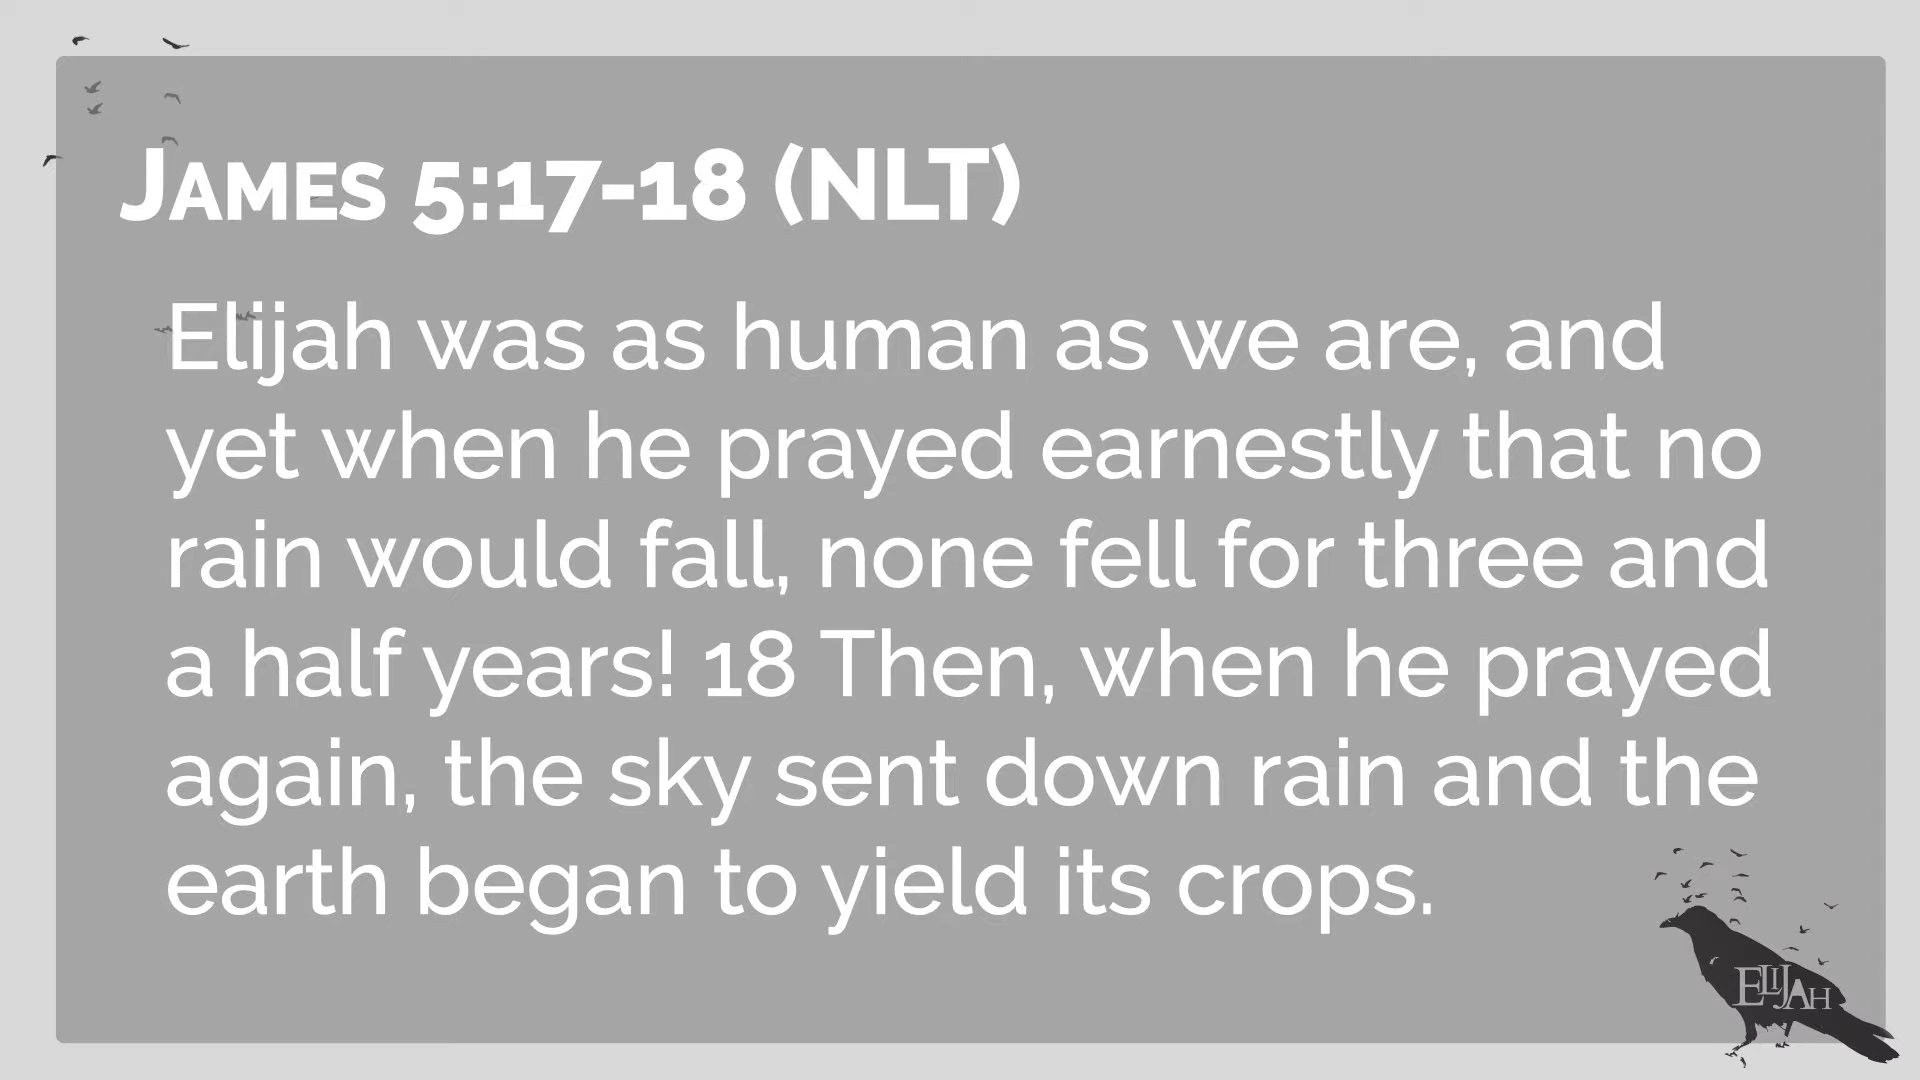 JAMES 5:17-18 (NLT)
Elijah was as human as we are, and
yet when he prayed earnestly that no
rain would fall, none fell for three and
a half years! 18 Then, when he prayed
again, the sky sent down rain and the
earth began to yield its crops.
ELIJAH